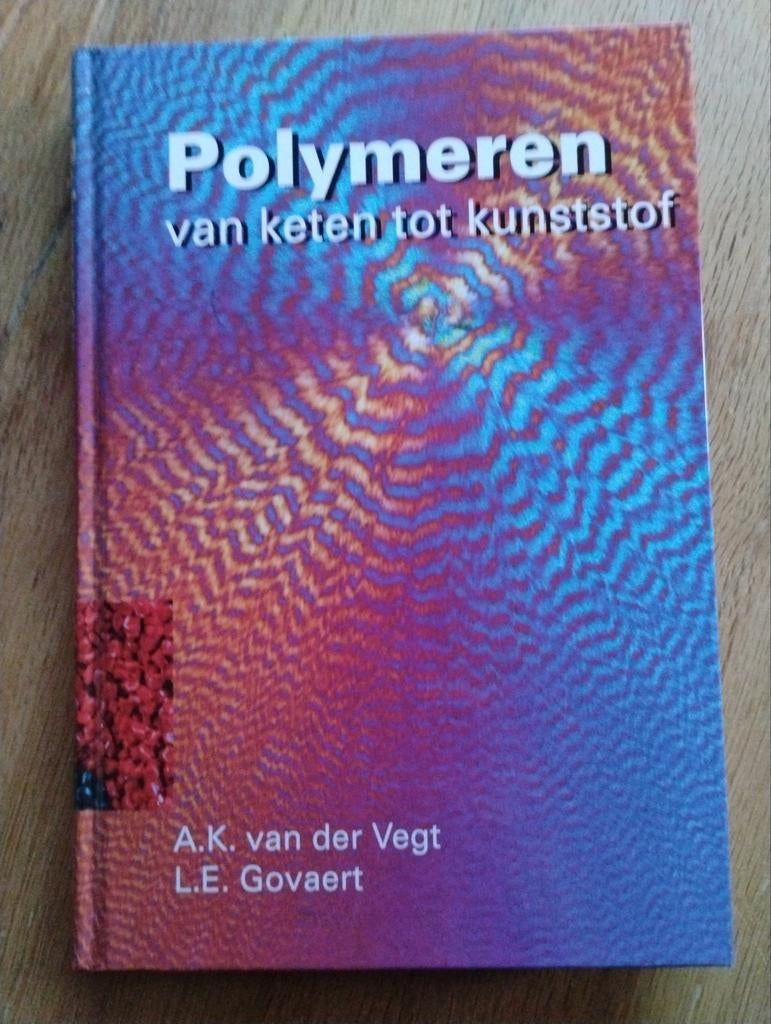 Polymeren
van keten tot kunststof
A.K. van der Vegt
L.E. Govaert